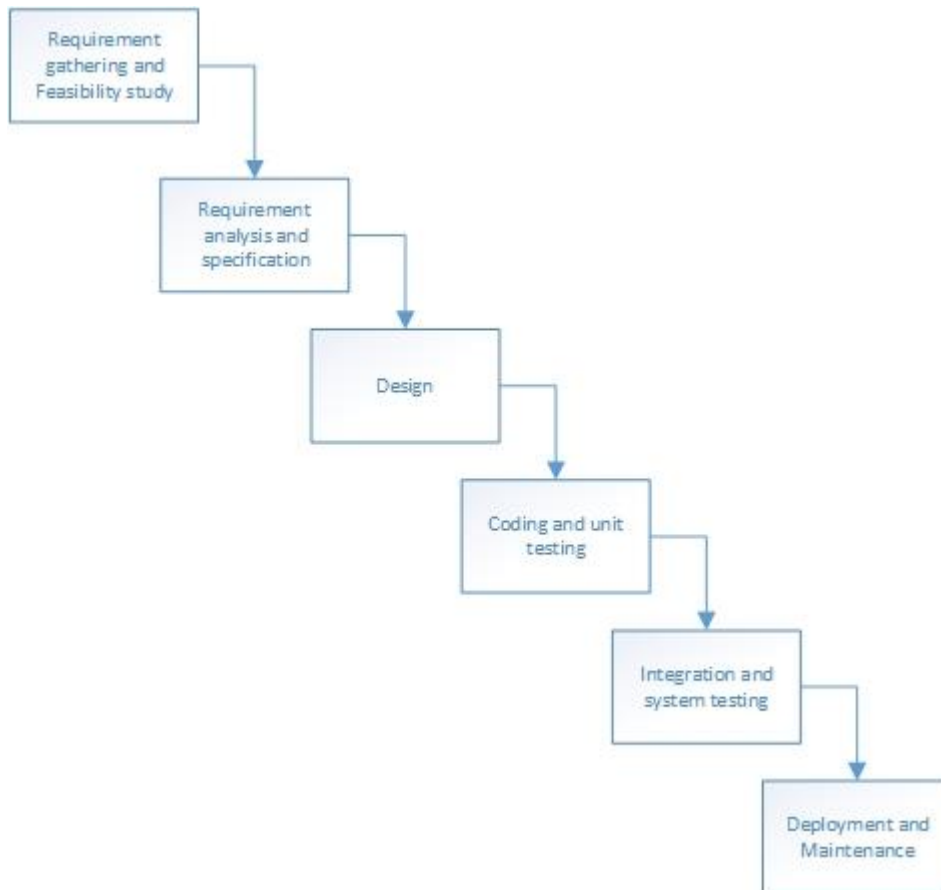 Requirement
gathering and
Feasibility study
Requirement
analysis and
specification
Design
Coding and unit
testing
Integration and
system testing
Deployment and
Maintenance